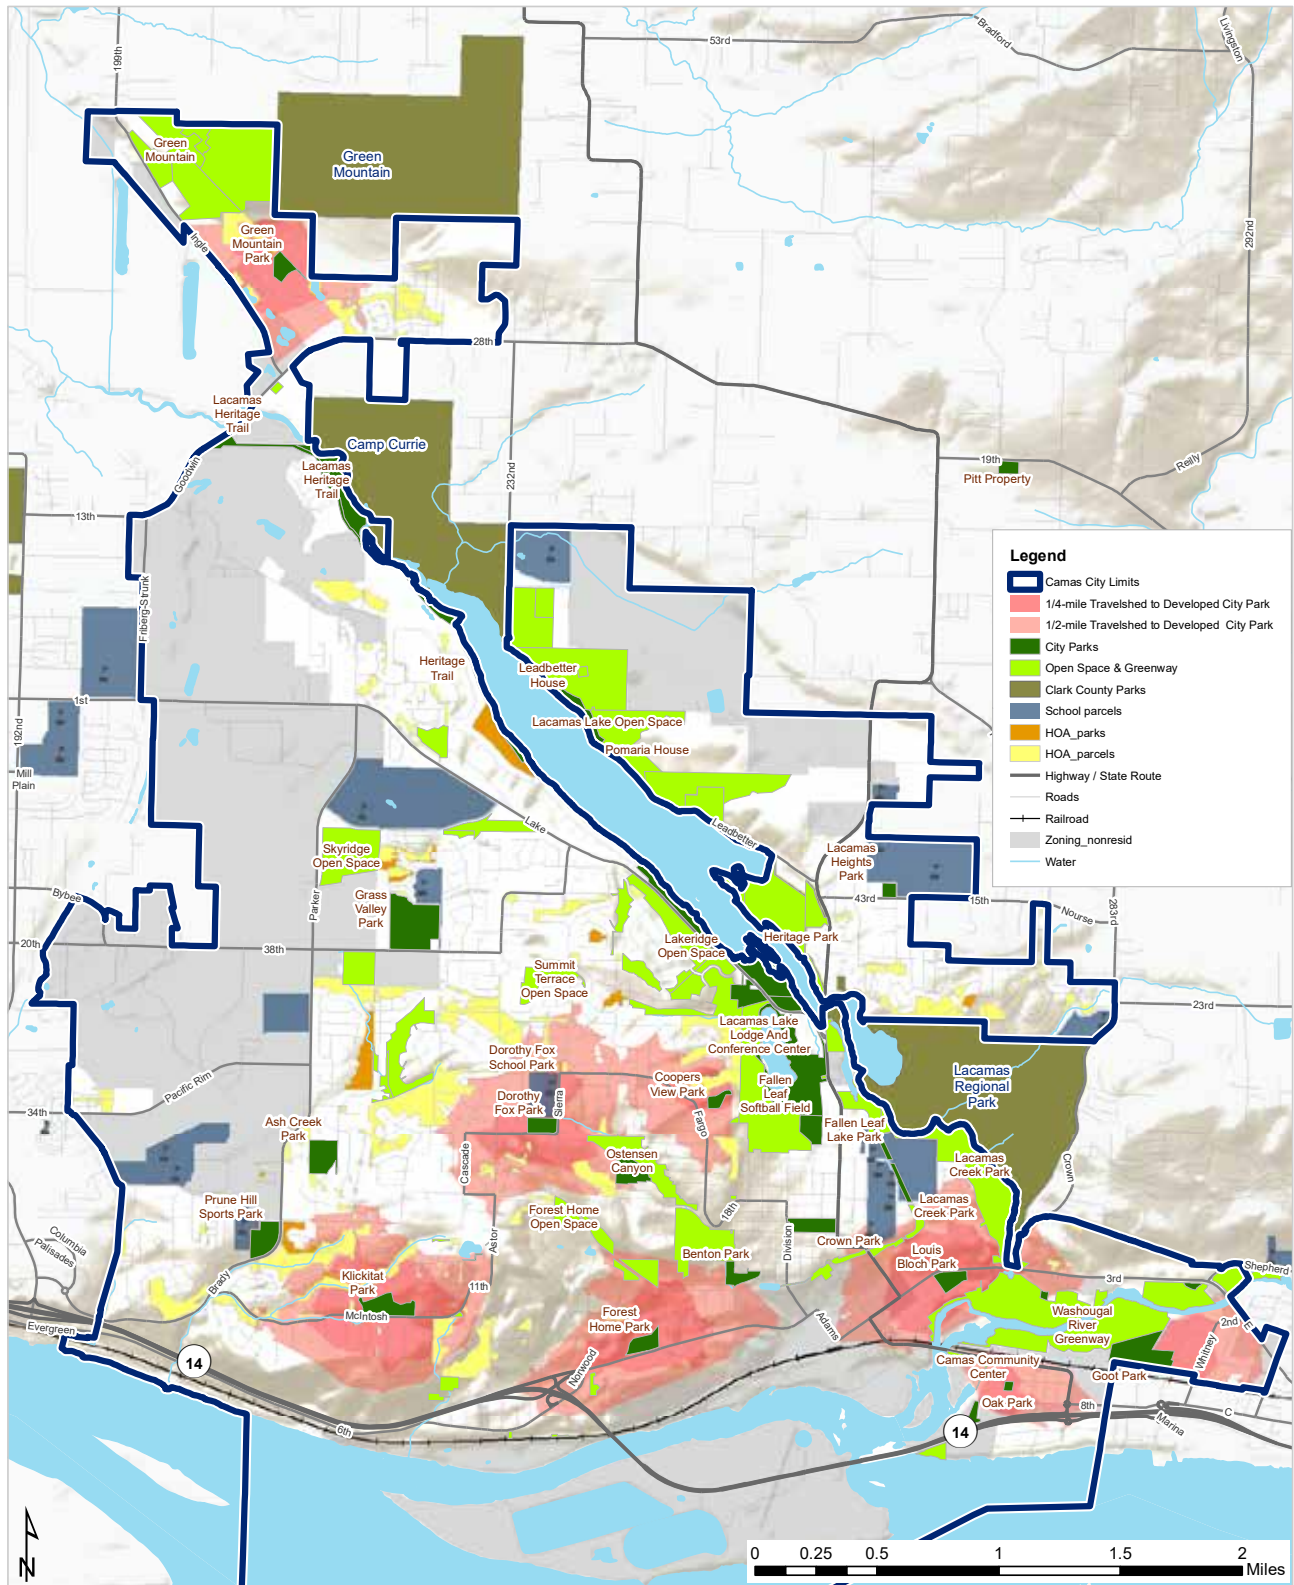 53rd
Bradford
Livingston
199th
Green
Mountain
Green
Mountain
292nd
Ingle
Green
Mountain
Park
28th
Lacamas
Heritage
Trail
Camp Currie
Goodwin
Lacamas
Heritage
Trail
232nd
19th
Reilly
Pitt Property
13th
Friberg-Strunk
Legend
Camas City Limits
1/4-mile Travelshed to Developed City Park
1/2-mile Travelshed to Developed City Park
City Parks
Open Space & Greenway
Clark County Parks
School parcels
HOA_parks
HOA_parcels
Highway / State Route
Roads
Railroad
Zoning_nonresid
Water
Heritage
Trail
Leadbetter
House
1st
192nd
Lacamas Lake Open Space
Pomaria House
Mill
Plain
Lake
Leadbetter
Skyridge
Open Space
Lacamas
Heights
Park
Bybee
Parker
Grass
Valley
Park
43rd
15th
Nourse
283rd
20th
38th
Lakeridge
Open Space
Heritage Park
Summit
Terrace
Open Space
23rd
Lacamas Lake
Lodge And
Conference Center
Dorothy Fox
School Park
Pacific Rim
Coopers
View Park
Fallen
Leaf
Softball Field
Lacamas
Regional
Park
34th
Dorothy
Fox Park
Sierra
Ash Creek
Park
Fargo
Fallen Leaf
Lake Park
Cascade
Ostensen
Canyon
Lacamas
Creek Park
Crown
Prune Hill
Sports Park
Forest Home
Open Space
18th
Lacamas
Creek Park
Columbia
Palisades
Astor
Benton Park
Division
Crown Park
Louis
Bloch Park
Shepherd
Brady
Klickitat
Park
11th
3rd
McIntosh
Forest
Home Park
Adams
Washougal
River
Greenway
2nd
E
Evergreen
Whitney
14
Norwood
Camas Community
Center
Goot Park
Oak Park
8th
C
6th
14
Marina
N
0 0.25 0.5 1 1.5 2
Miles